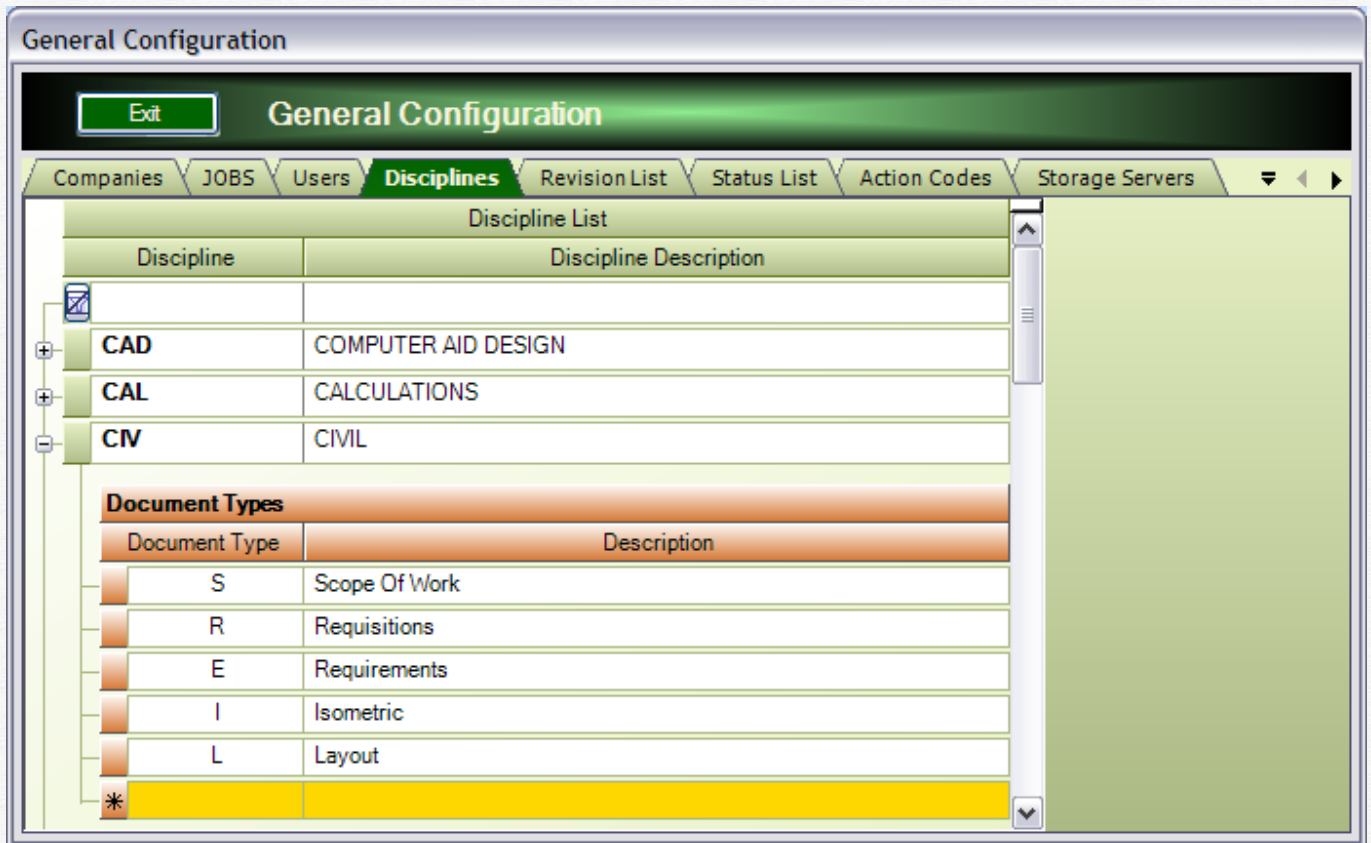 General Configuration
Exit General Configuration
Companies JOBS Users Disciplines Revision List Status List Action Codes Storage Servers
Discipline List
Discipline Discipline Description
CAD COMPUTER AID DESIGN
CAL CALCULATIONS
CIV CIVIL
Document Types
Document Type Description
S Scope Of Work
R Requisitions
E Requirements
I Isometric
L Layout